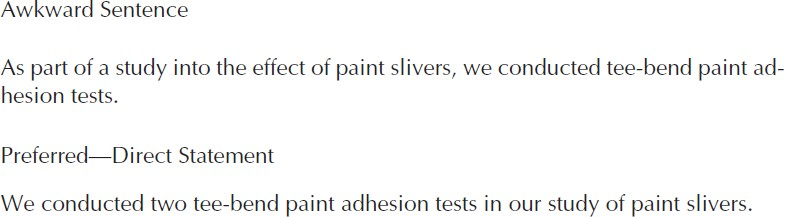 Awkward Sentence
As part of a study into the effect of paint slivers, we conducted tee-bend paint ad-
hesion tests.
Preferred—Direct Statement
We conducted two tee-bend paint adhesion tests in our study of paint slivers.